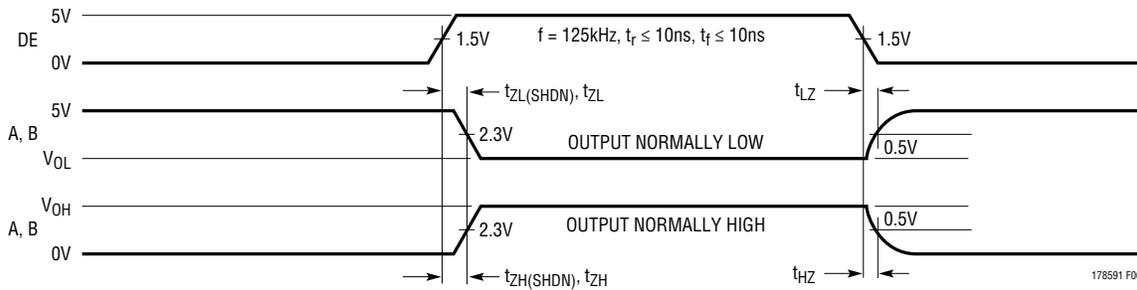 5V
DE
0V
1.5V
f = 125kHz, tr ≤ 10ns, tf ≤ 10ns
1.5V
tZL(SHDN), tZL
tLZ
5V
A, B
VOL
2.3V
OUTPUT NORMALLY LOW
0.5V
VOH
A, B
0V
2.3V
OUTPUT NORMALLY HIGH
0.5V
tZH(SHDN), tZH
tHZ